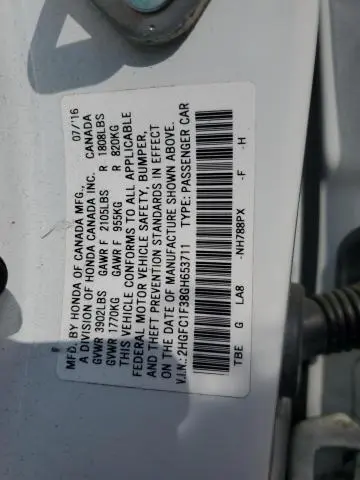 MFD.BY HONDA OF CANADA MFG., 07/'16
A DIVISION OF HONDA CANADA INC. CANADA
GVWR 3902LBS GAWR F 2105LBS R 1808LBS
GVWR 1770KG GAWR F 955KG R 820KG
THIS VEHICLE CONFORMS TO ALL APPLICABLE
FEDERAL MOTOR VEHICLE SAFETY, BUMPER,
AND THEFT PREVENTION STANDARDS IN EFFECT
ON THE DATE OF MANUFACTURE SHOWN ABOVE.
V.I.N.: 2HGFC1F38GH653711 TYPE: PASSENGER CAR
TBE G LA8 -NH788PX -F -H